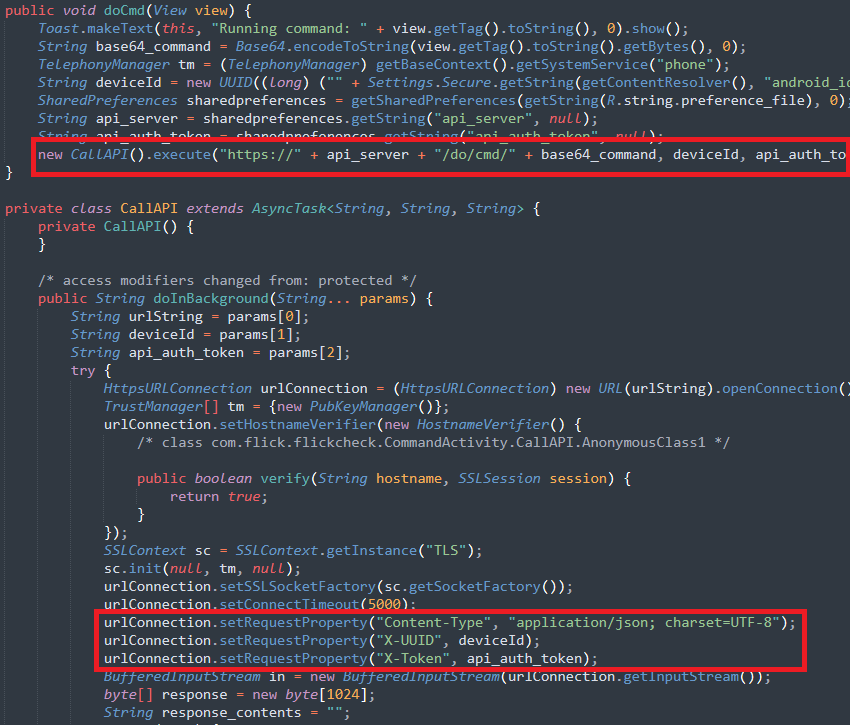 public void doCmd(View view) {
Toast.makeText(this, "Running command: " + view.getTag().toString(), 0).show();
String base64_command = Base64.encodeToString(view.getTag().toString().getBytes(), 0);
TelephonyManager tm = (TelephonyManager) getBaseContext().getSystemService("phone");
String deviceId = new UUID((long) ("" + Settings.Secure.getString(getContentResolver(), "android_id
SharedPreferences sharedpreferences = getSharedPreferences(getString(R.string.preference_file), 0);
String api_server = sharedpreferences.getString("api_server", null);
String api_auth_token = sharedpreferences.getString("api_auth_token", null);
new CallAPI().execute("https://" + api_server + "/do/cmd/" + base64_command, deviceId, api_auth_to
}
private class CallAPI extends AsyncTask<String, String, String> {
private CallAPI() {
}
/* access modifiers changed from: protected */
public String doInBackground(String... params) {
String urlString = params[0];
String deviceId = params[1];
String api_auth_token = params[2];
try {
HttpsURLConnection urlConnection = (HttpsURLConnection) new URL(urlString).openConnection()
TrustManager[] tm = {new PubKeyManager()};
urlConnection.setHostnameVerifier(new HostnameVerifier() {
/* class com.flick.flickcheck.CommandActivity.CallAPI.AnonymousClass1 */
public boolean verify(String hostname, SSLSession session) {
return true;
}
});
SSLContext sc = SSLContext.getInstance("TLS");
sc.init(null, tm, null);
urlConnection.setSSLSocketFactory(sc.getSocketFactory());
urlConnection.setConnectTimeout(5000);
urlConnection.setRequestProperty("Content-Type", "application/json; charset=UTF-8");
urlConnection.setRequestProperty("X-UUID", deviceId);
urlConnection.setRequestProperty("X-Token", api_auth_token);
BufferedInputStream in = new BufferedInputStream(urlConnection.getInputStream());
byte[] response = new byte[1024];
String response_contents = "";